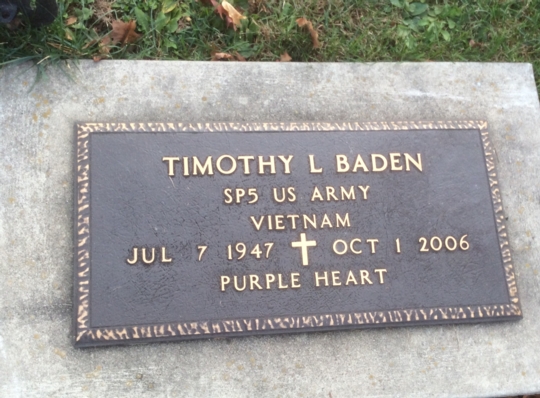 TIMOTHY L BADEN
SP5 US ARMY
VIETNAM
JUL 7 1947 OCT 1 2006
PURPLE HEART